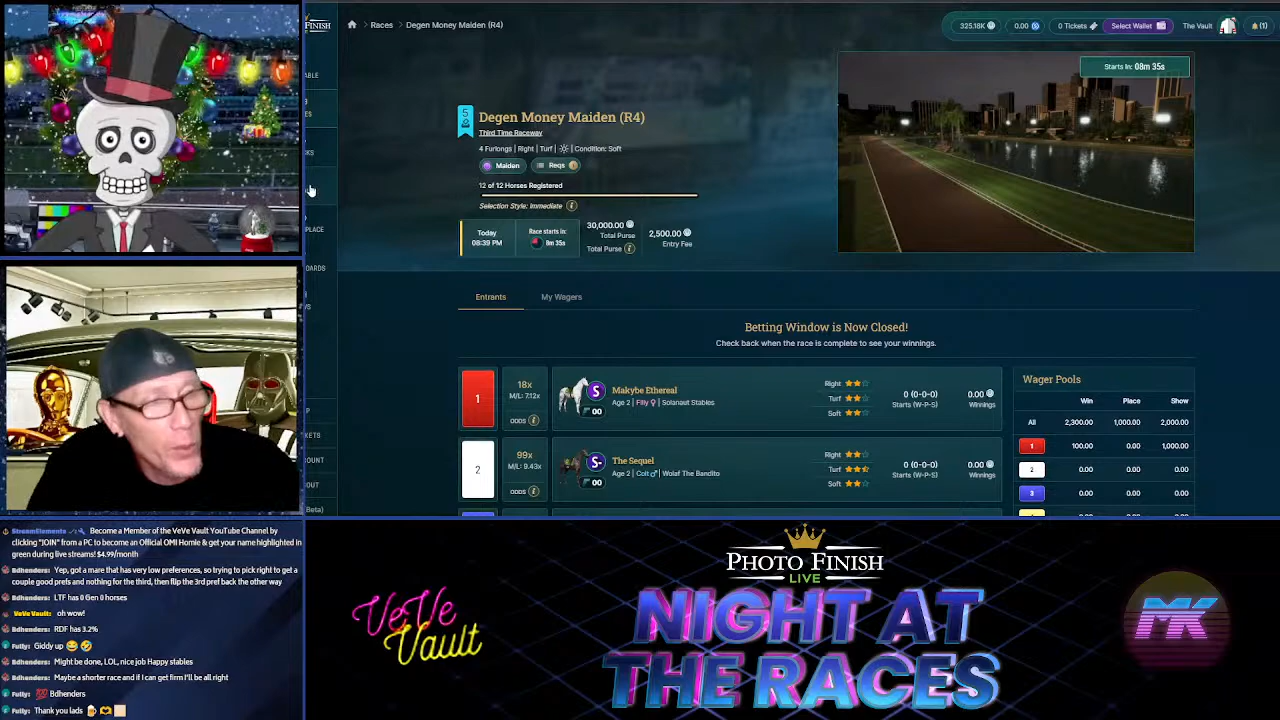 FINISH
Races
Degen Money Maiden (R4)
325.18K
0.00
0 Tickets
Select Wallet
The Vault
(1)
Starts In: 08m 35s
5
Degen Money Maiden (R4)
Third Time Raceway
4 Furlongs | Right | Turf | Condition: Soft
Maiden
Reqs
12 of 12 Horses Registered
Selection Style: Immediate
Today
08:39 PM
Race starts in:
8m 35s
30,000.00
Total Purse
Total Purse
2,500.00
Entry Fee
Entrants
My Wagers
Betting Window is Now Closed!
Check back when the race is complete to see your winnings.
1
18x
M/L: 7.12x
ODDS
S
00
Makybe Ethereal
Age 2 | Filly | Solanaut Stables
Right
Turf
Soft
0 (0-0-0)
Starts (W-P-S)
0.00
Winnings
2
99x
M/L: 9.43x
ODDS
S-
00
The Sequel
Age 2 | Colt | Wolaf The Bandito
Right
Turf
Soft
0 (0-0-0)
Starts (W-P-S)
0.00
Winnings
Wager Pools
Win Place Show
All 2,300.00 1,000.00 2,000.00
1 100.00 0.00 1,000.00
2 0.00 0.00 0.00
3 0.00 0.00 0.00
StreamElements Become a Member of the VeVe Vault YouTube Channel by
clicking "JOIN" from a PC to become an Official OMI Homie & get your name highlighted in
green during live streams! $4.99/month
Bdhenders: Yep, got a mare that has very low preferences, so trying to pick right to get a
couple good prefs and nothing for the third, then flip the 3rd pref back the other way
Bdhenders: LTF has 0 Gen 0 horses
VeVe Vault: oh wow!
Bdhenders: RDF has 3.2%
Fully: Giddy up
Bdhenders: Might be done, LOL, nice job Happy stables
Bdhenders: Maybe a shorter race and if I can get firm I'll be all right
Fully: 100 Bdhenders
Fully: Thank you lads
VeVe
Vault
PHOTO FINISH
LIVE
NIGHT AT
THE RACES
MK